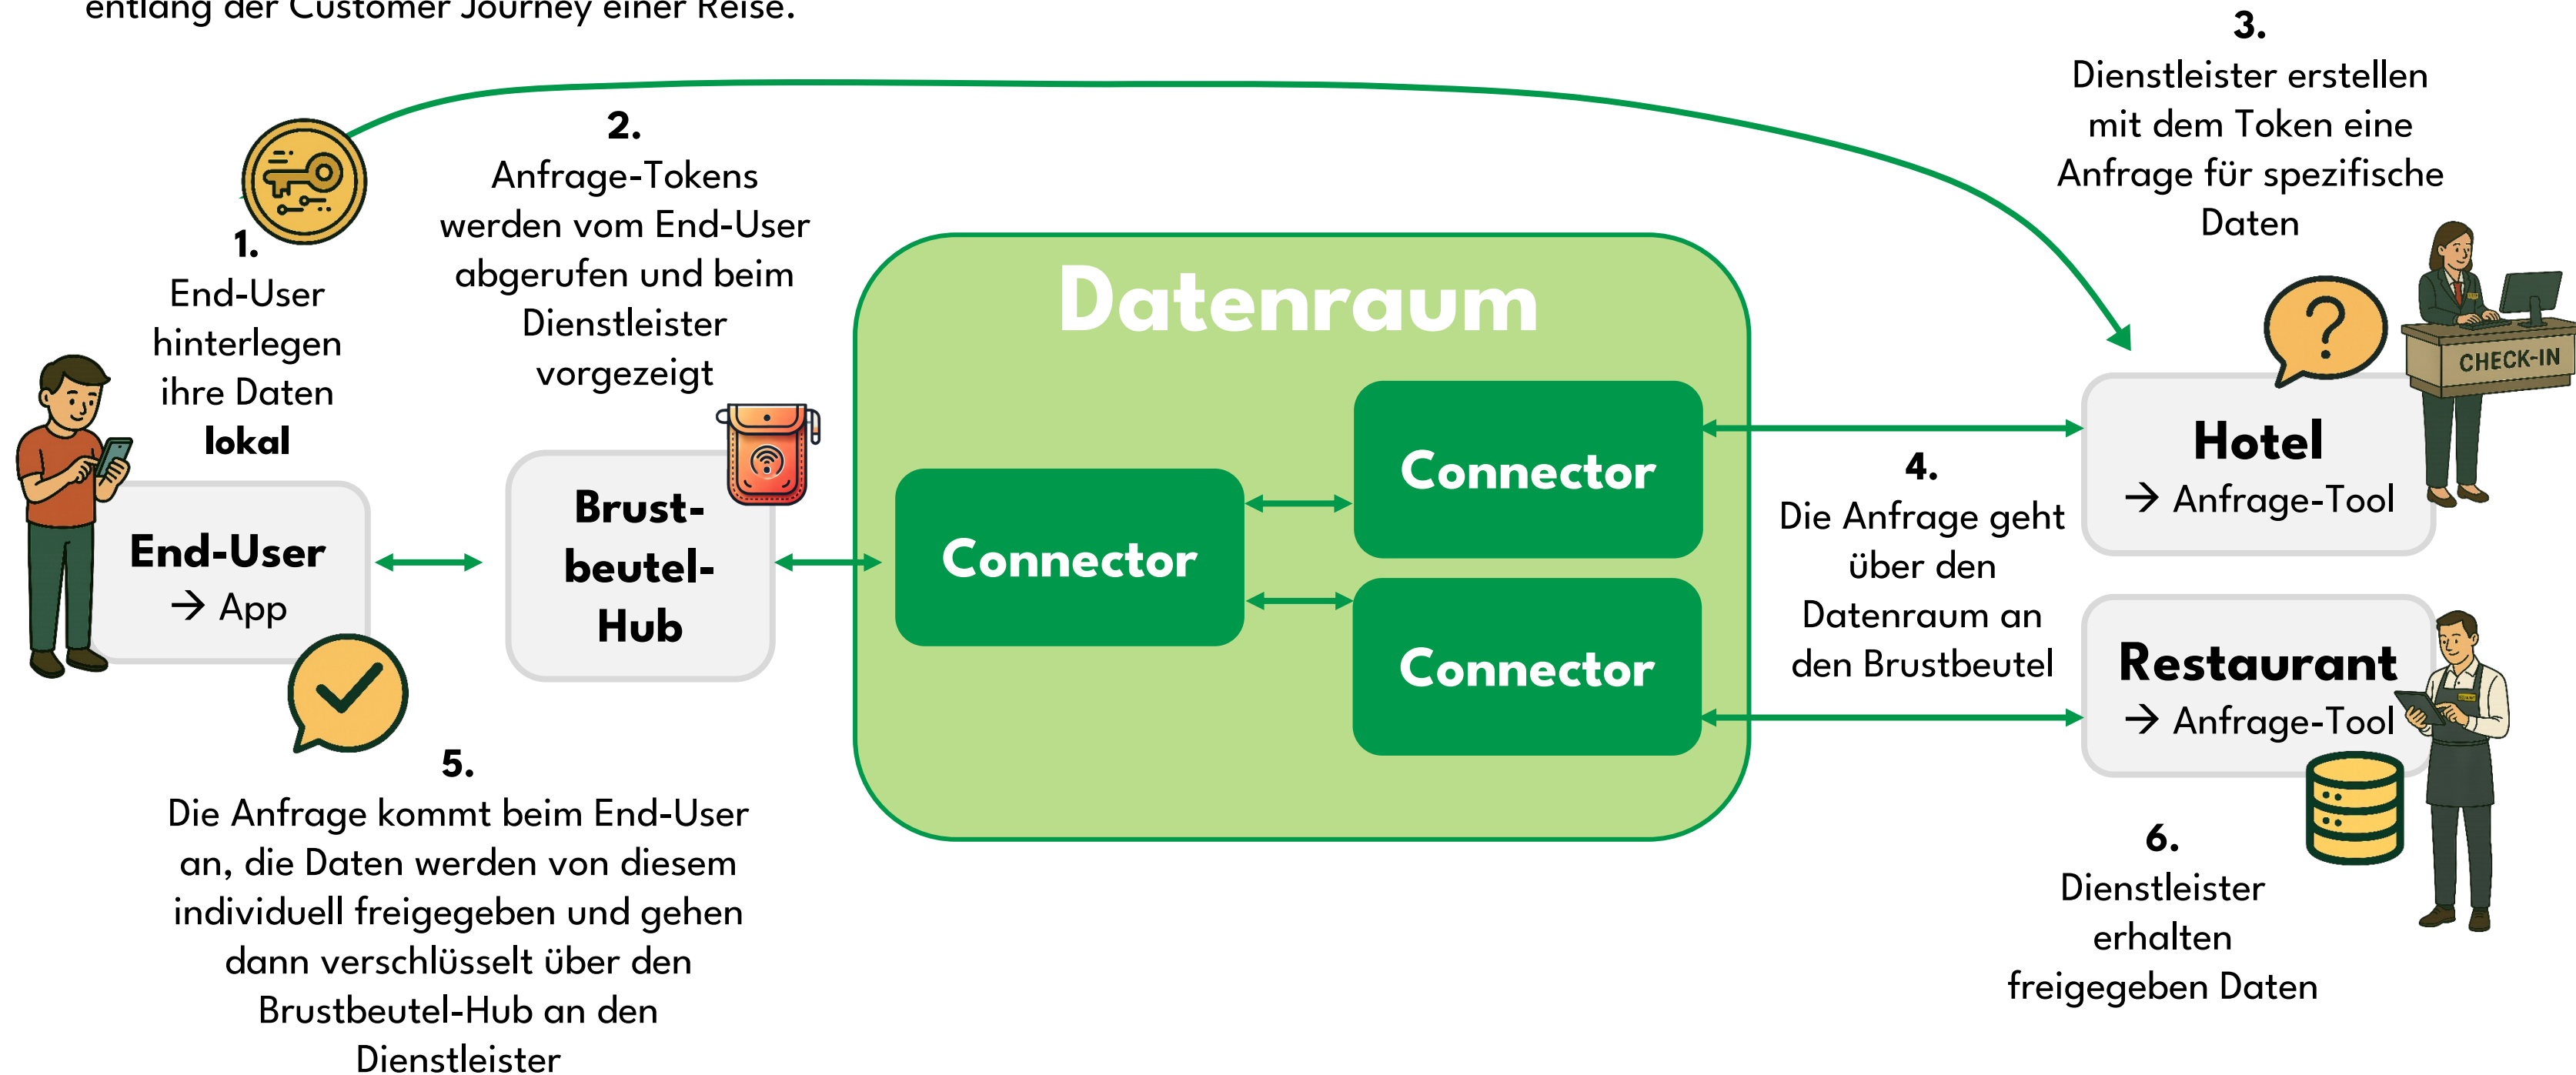 entlang der Customer Journey einer Reise.
1.
End-User
hinterlegen
ihre Daten
lokal
2.
Anfrage-Tokens
werden vom End-User
abgerufen und beim
Dienstleister
vorgezeigt
3.
Dienstleister erstellen
mit dem Token eine
Anfrage für spezifische
Daten
?
CHECK-IN
End-User
→ App
Brust-
beutel-
Hub
Datenraum
Connector
Connector
Connector
4.
Die Anfrage geht
über den
Datenraum an
den Brustbeutel
Hotel
→ Anfrage-Tool
Restaurant
→ Anfrage-Tool
5.
Die Anfrage kommt beim End-User
an, die Daten werden von diesem
individuell freigegeben und gehen
dann verschlüsselt über den
Brustbeutel-Hub an den
Dienstleister
6.
Dienstleister
erhalten
freigegeben Daten